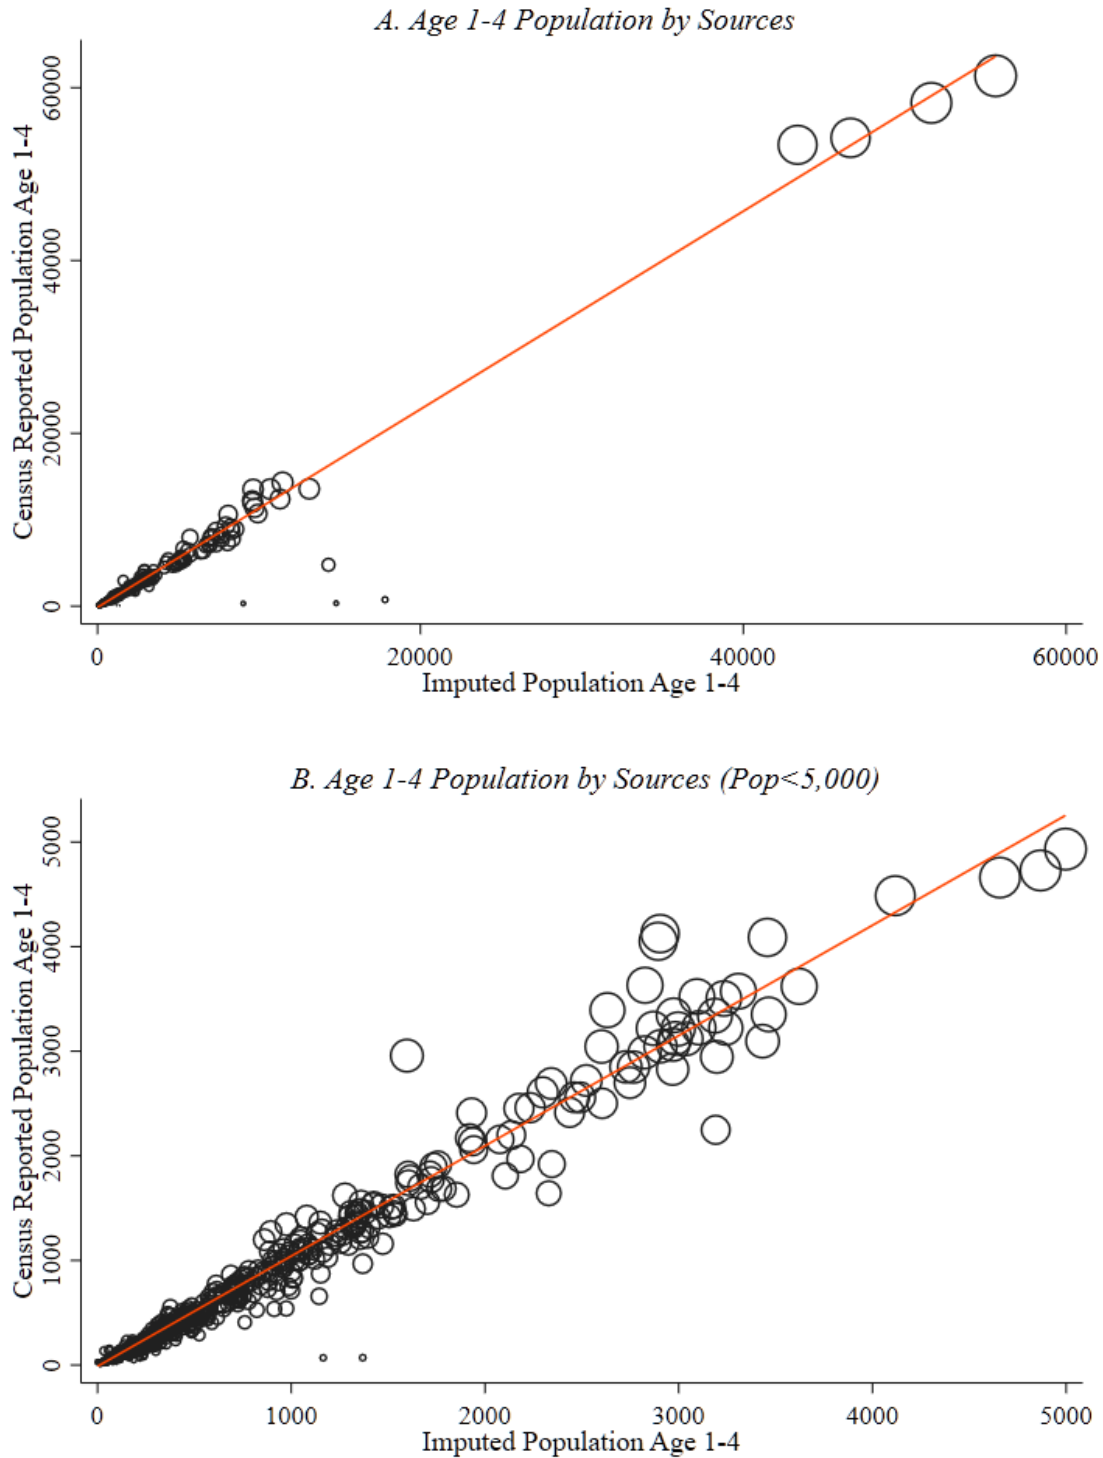 A. Age 1-4 Population by Sources
Census Reported Population Age 1-4
60000
40000
20000
0
0 20000 40000 60000
Imputed Population Age 1-4
B. Age 1-4 Population by Sources (Pop<5,000)
Census Reported Population Age 1-4
5000
4000
3000
2000
1000
0
0 1000 2000 3000 4000 5000
Imputed Population Age 1-4